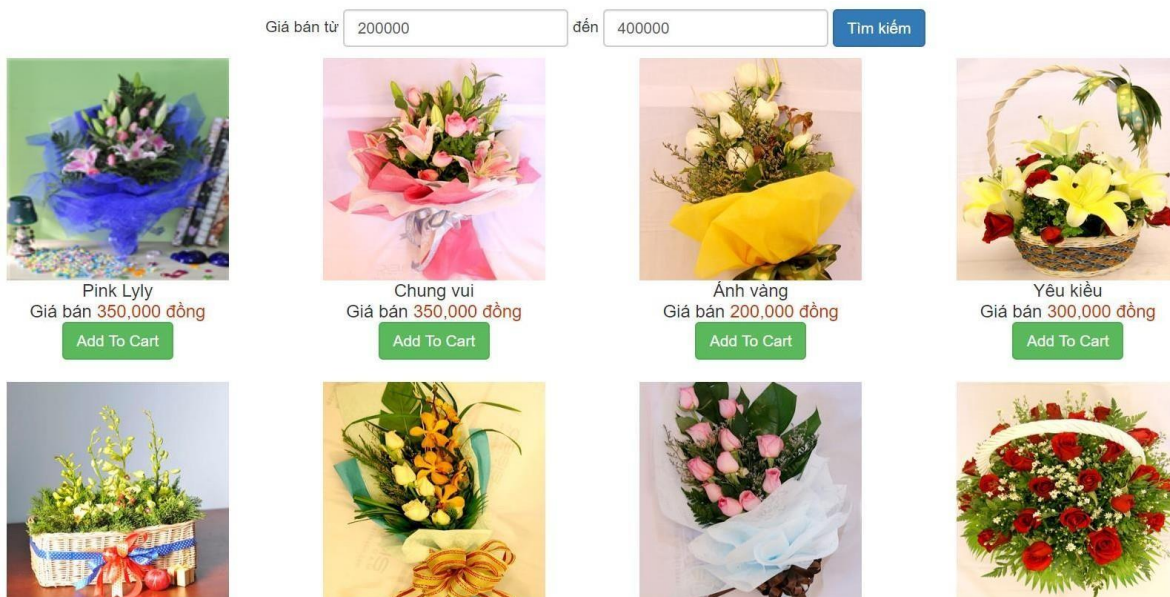 Giá bán từ 200000 đến 400000 Tìm kiếm
Pink Lyly Chung vui Ánh vàng Yêu kiều
Giá bán 350,000 đồng Giá bán 350,000 đồng Giá bán 200,000 đồng Giá bán 300,000 đồng
Add To Cart Add To Cart Add To Cart Add To Cart